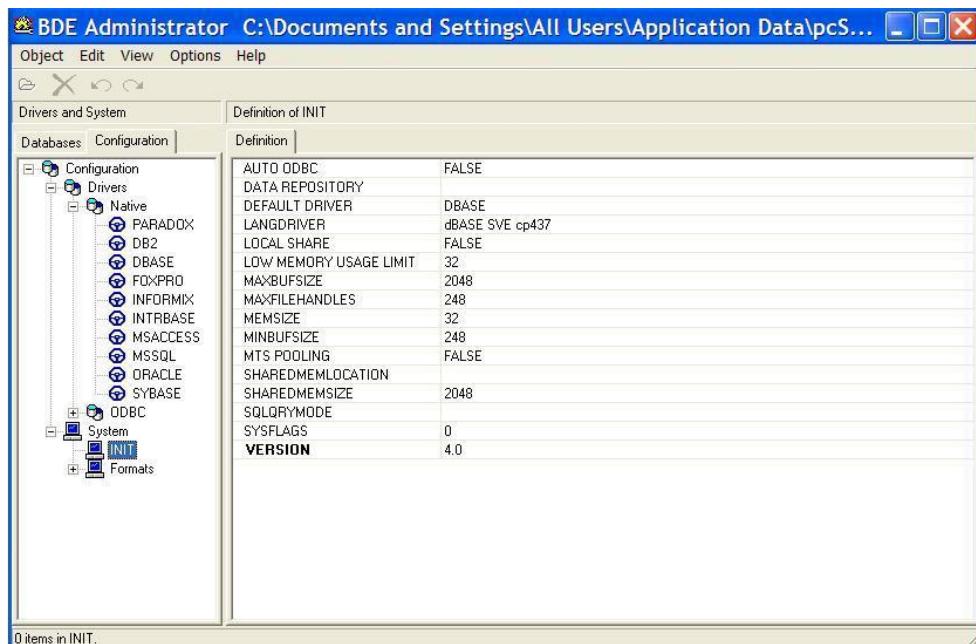 BDE Administrator C:\Documents and Settings\All Users\Application Data\pcS...
Object Edit View Options Help
Drivers and System
Definition of INIT
Databases Configuration
Definition
Configuration
Drivers
Native
PARADOX
DB2
DBASE
FOXPRO
INFORMIX
INTRBASE
MSACCESS
MSSQL
ORACLE
SYBASE
ODBC
System
INIT
Formats
AUTO ODBC FALSE
DATA REPOSITORY
DEFAULT DRIVER DBASE
LANGDRIVER dBASE SVE cp437
LOCAL SHARE FALSE
LOW MEMORY USAGE LIMIT 32
MAXBUFSIZE 2048
MAXFILEHANDLES 248
MEMSIZE 32
MINBUFSIZE 248
MTS POOLING FALSE
SHAREDMEMLOCATION
SHAREDMEMSIZE 2048
SQLQRYMODE
SYSFLAGS 0
VERSION 4.0
0 items in INIT.